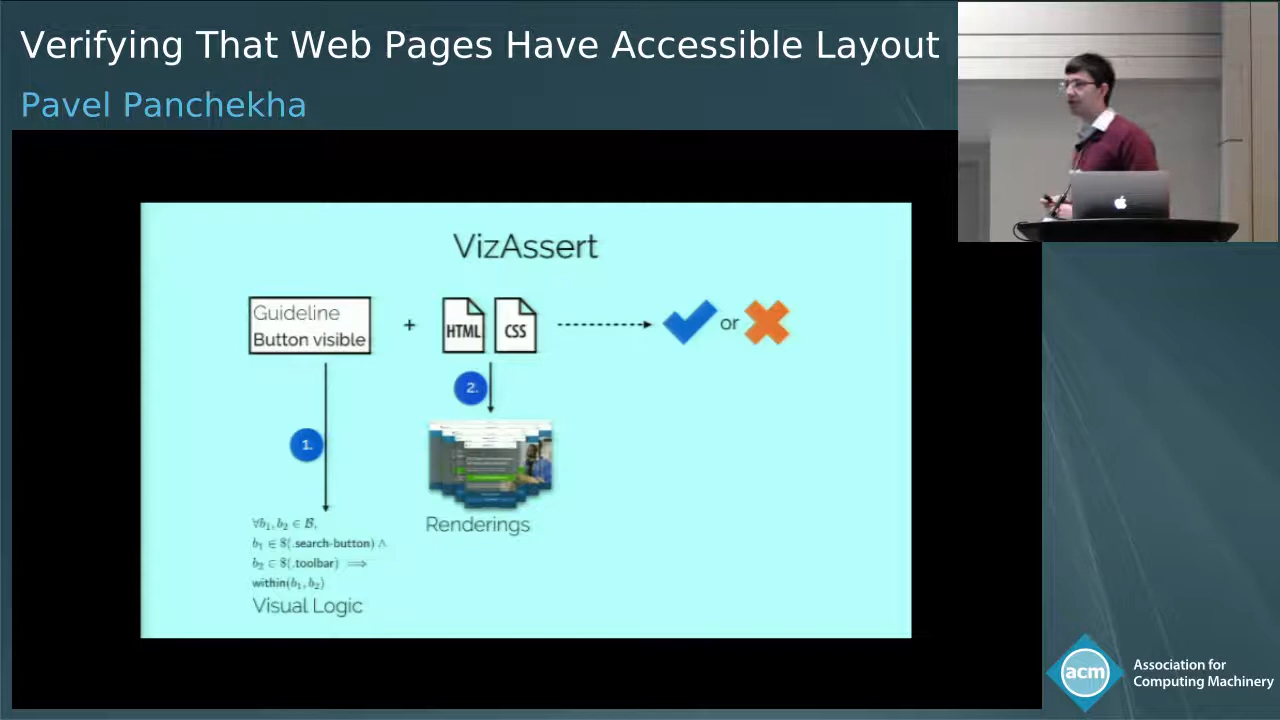 Verifying That Web Pages Have Accessible Layout
Pavel Panchekha
VizAssert
Guideline
Button visible
+
HTML
CSS
or
2.
1.
Renderings
∀b₁, b₂ ∈ B,
b₁ ∈ $(.search-button) ∧
b₂ ∈ $(.toolbar) ⟹
within(b₁, b₂)
Visual Logic
acm
Association for
Computing Machinery